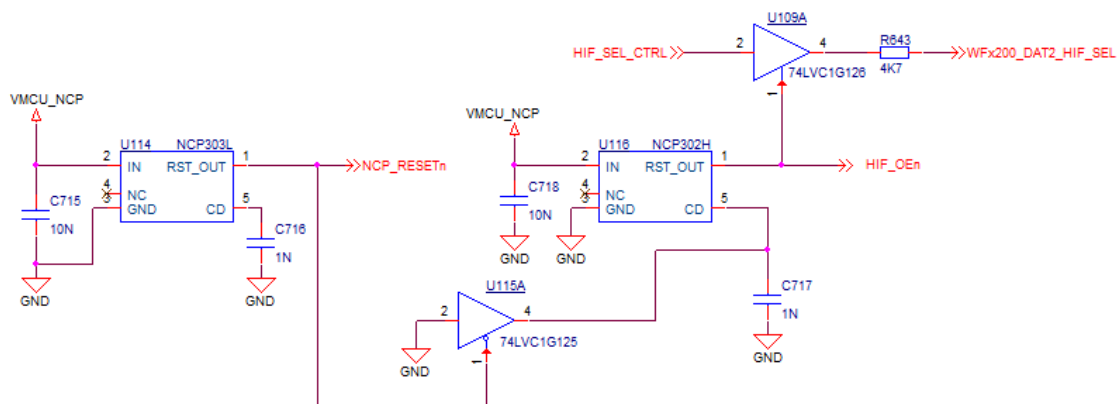 U109A
HIF_SEL_CTRL
2
4
R643
4K7
WFx200_DAT2_HIF_SEL
74LVC1G126
1
VMCU_NCP
U114
NCP303L
2
IN
RST_OUT
1
NCP_RESETn
4
NC
3
GND
CD
5
C715
10N
C716
1N
GND
GND
VMCU_NCP
U116
NCP302H
2
IN
RST_OUT
1
HIF_OEn
4
NC
3
GND
CD
5
C718
10N
GND
GND
U115A
2
4
74LVC1G125
1
GND
C717
1N
GND